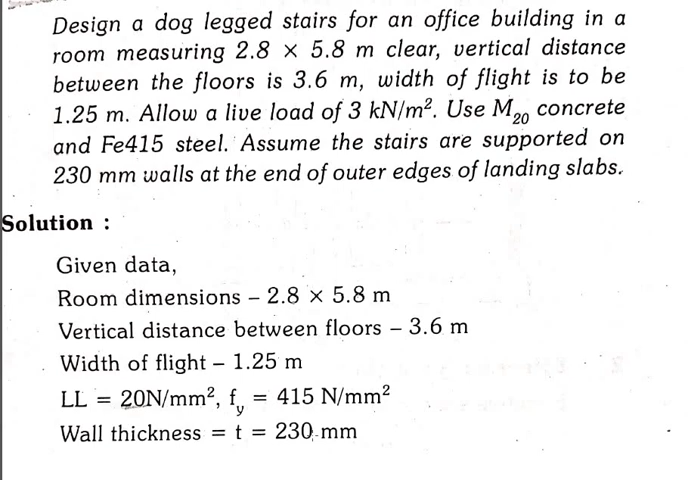 Design a dog legged stairs for an office building in a
room measuring 2.8 × 5.8 m clear, vertical distance
between the floors is 3.6 m, width of flight is to be
1.25 m. Allow a live load of 3 kN/m². Use M₂₀ concrete
and Fe415 steel. Assume the stairs are supported on
230 mm walls at the end of outer edges of landing slabs.
Solution :
Given data,
Room dimensions – 2.8 × 5.8 m
Vertical distance between floors – 3.6 m
Width of flight – 1.25 m
LL = 20N/mm², fᵧ = 415 N/mm²
Wall thickness = t = 230 mm